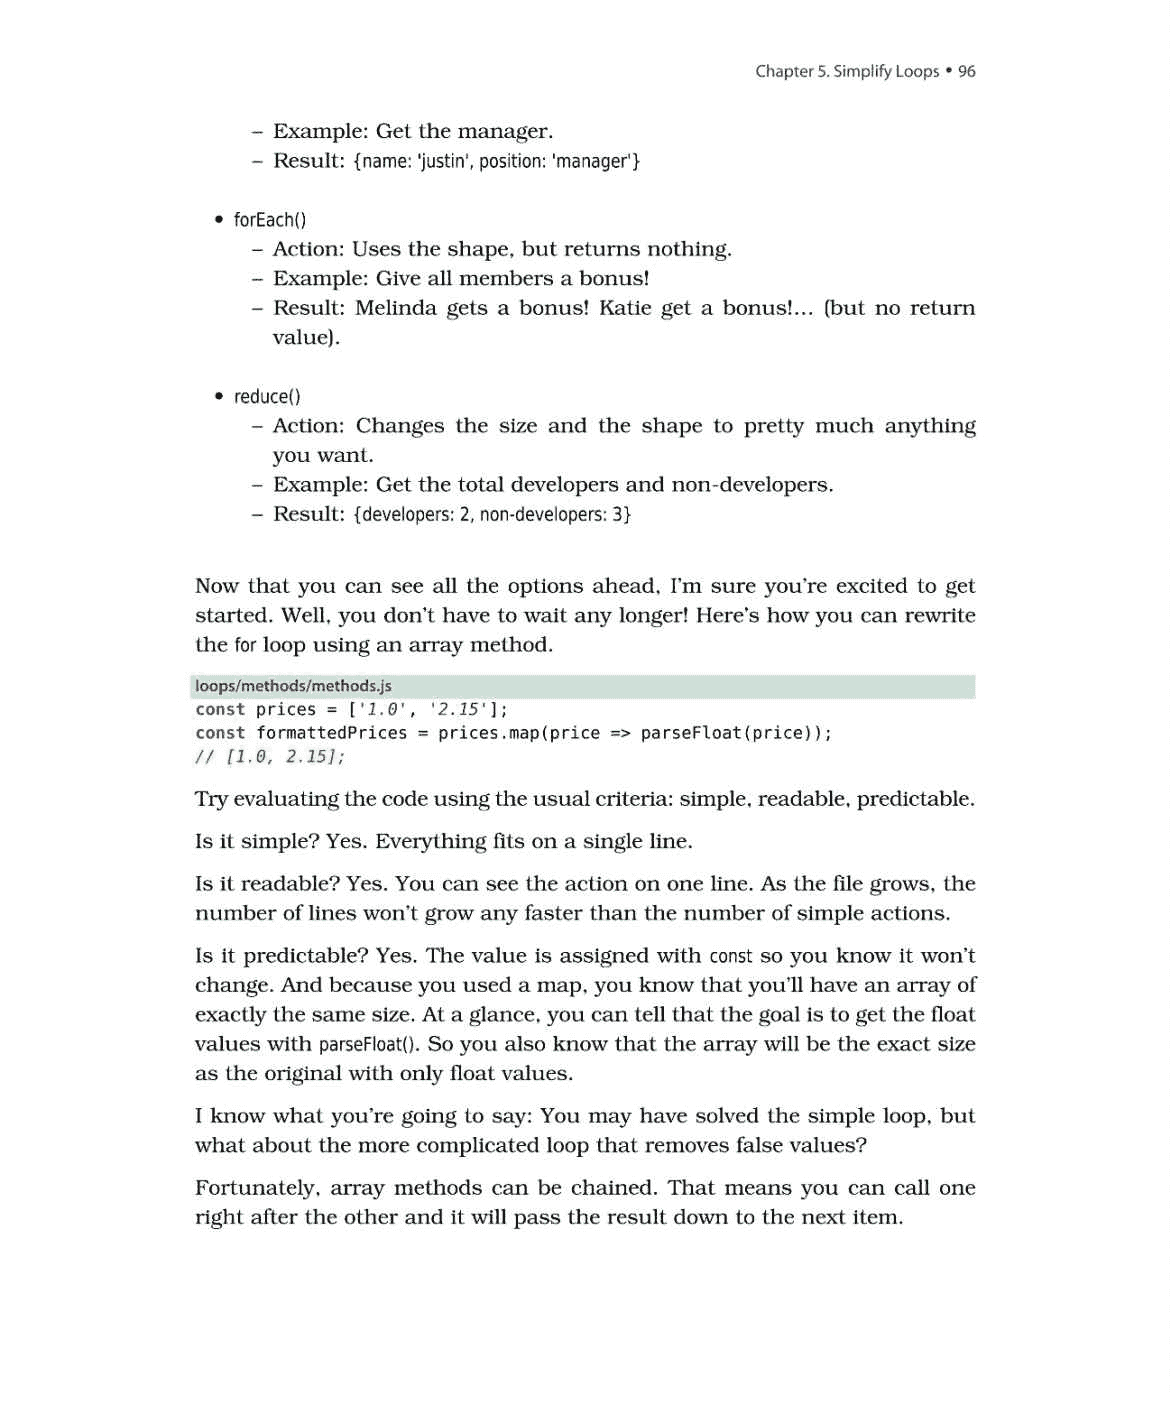 Chapter 5. Simplify Loops • 96
– Example: Get the manager.
– Result: {name: 'justin', position: 'manager'}
• forEach()
– Action: Uses the shape, but returns nothing.
– Example: Give all members a bonus!
– Result: Melinda gets a bonus! Katie get a bonus!… (but no return
value).
• reduce()
– Action: Changes the size and the shape to pretty much anything
you want.
– Example: Get the total developers and non-developers.
– Result: {developers: 2, non-developers: 3}
Now that you can see all the options ahead, I’m sure you’re excited to get
started. Well, you don’t have to wait any longer! Here’s how you can rewrite
the for loop using an array method.
loops/methods/methods.js
const prices = ['1.0', '2.15'];
const formattedPrices = prices.map(price => parseFloat(price));
// [1.0, 2.15];
Try evaluating the code using the usual criteria: simple, readable, predictable.
Is it simple? Yes. Everything fits on a single line.
Is it readable? Yes. You can see the action on one line. As the file grows, the
number of lines won’t grow any faster than the number of simple actions.
Is it predictable? Yes. The value is assigned with const so you know it won’t
change. And because you used a map, you know that you’ll have an array of
exactly the same size. At a glance, you can tell that the goal is to get the float
values with parseFloat(). So you also know that the array will be the exact size
as the original with only float values.
I know what you’re going to say: You may have solved the simple loop, but
what about the more complicated loop that removes false values?
Fortunately, array methods can be chained. That means you can call one
right after the other and it will pass the result down to the next item.